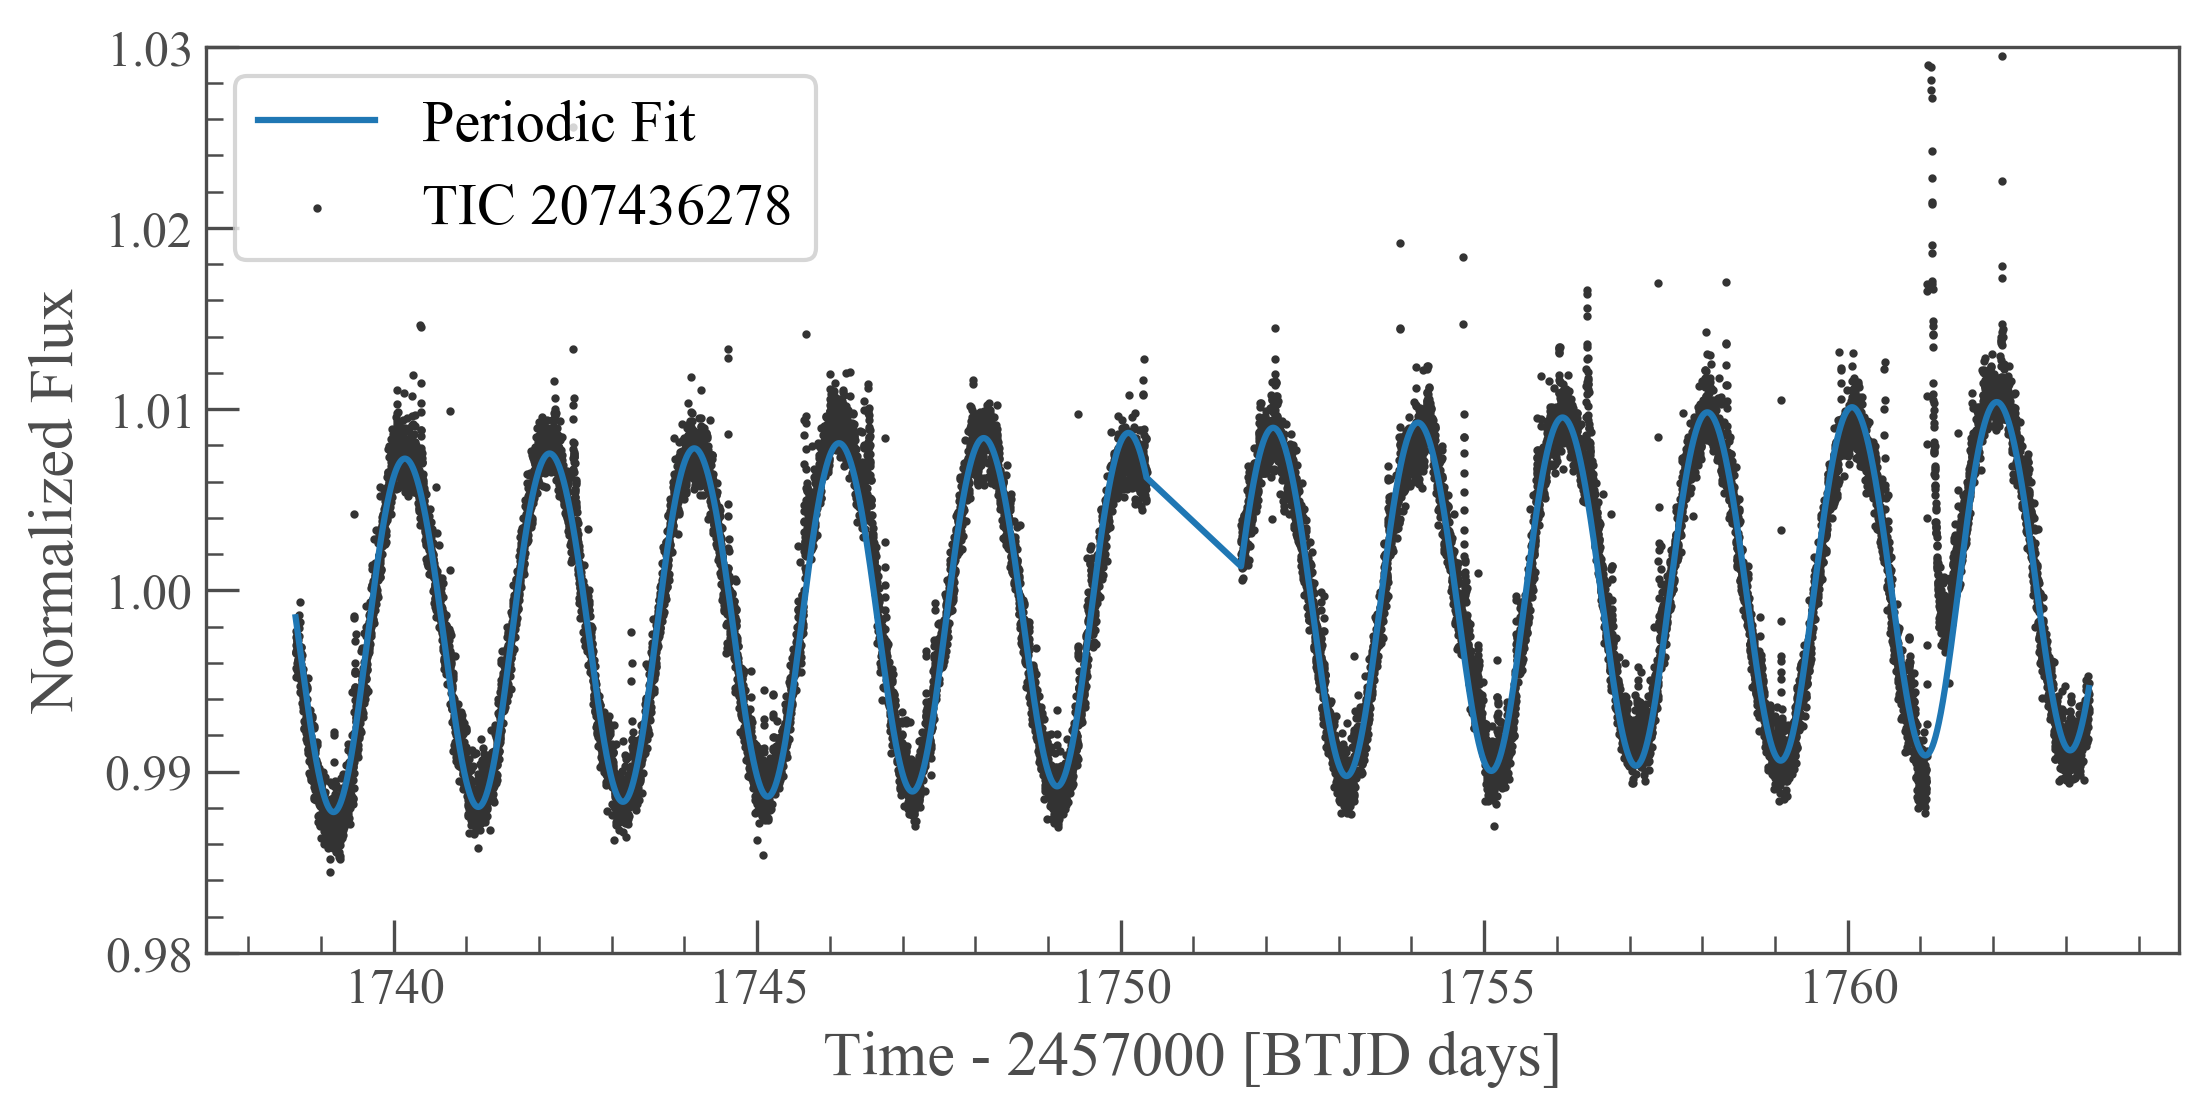 1.03
1.02
1.01
1.00
0.99
0.98
Normalized Flux
Periodic Fit
TIC 207436278
1740 1745 1750 1755 1760
Time - 2457000 [BTJD days]